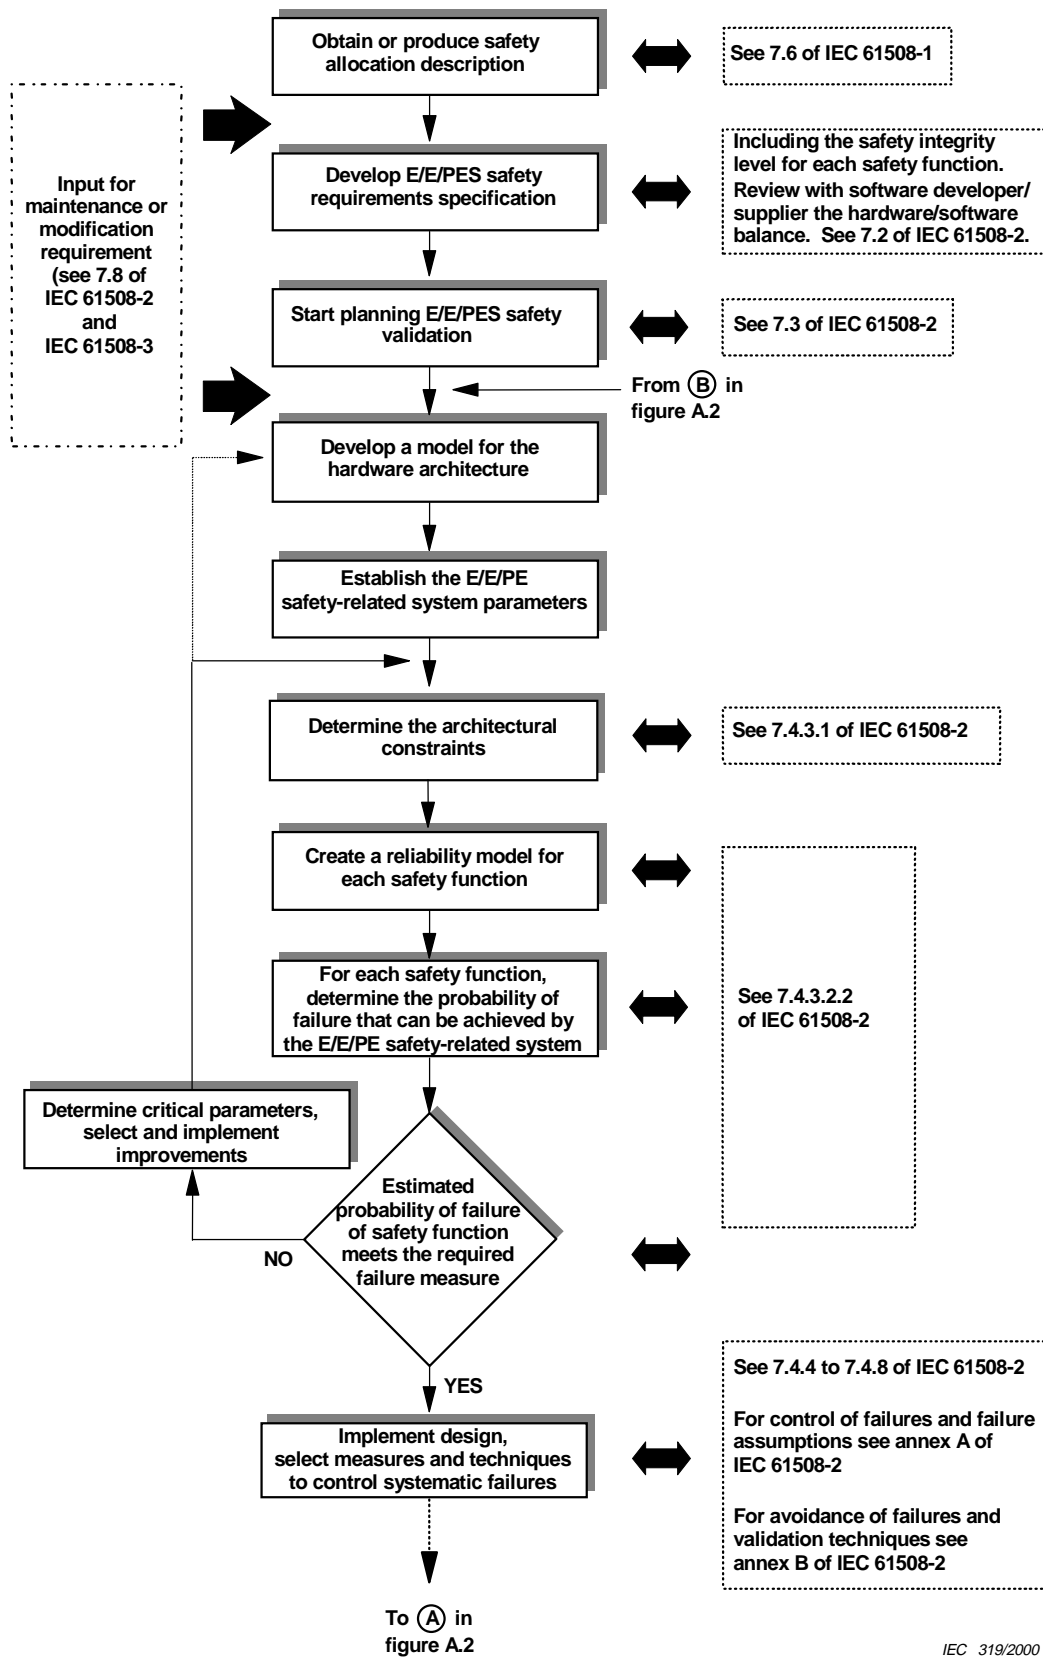 Obtain or produce safety
allocation description
See 7.6 of IEC 61508-1
Input for
maintenance or
modification
requirement
(see 7.8 of
IEC 61508-2
and
IEC 61508-3
Develop E/E/PES safety
requirements specification
Including the safety integrity
level for each safety function.
Review with software developer/
supplier the hardware/software
balance. See 7.2 of IEC 61508-2.
Start planning E/E/PES safety
validation
See 7.3 of IEC 61508-2
From B in
figure A.2
Develop a model for the
hardware architecture
Establish the E/E/PE
safety-related system parameters
Determine the architectural
constraints
See 7.4.3.1 of IEC 61508-2
Create a reliability model for
each safety function
For each safety function,
determine the probability of
failure that can be achieved by
the E/E/PE safety-related system
See 7.4.3.2.2
of IEC 61508-2
Determine critical parameters,
select and implement
improvements
Estimated
probability of failure
of safety function
meets the required
failure measure
NO
YES
Implement design,
select measures and techniques
to control systematic failures
See 7.4.4 to 7.4.8 of IEC 61508-2
For control of failures and failure
assumptions see annex A of
IEC 61508-2
For avoidance of failures and
validation techniques see
annex B of IEC 61508-2
To A in
figure A.2
IEC 319/2000